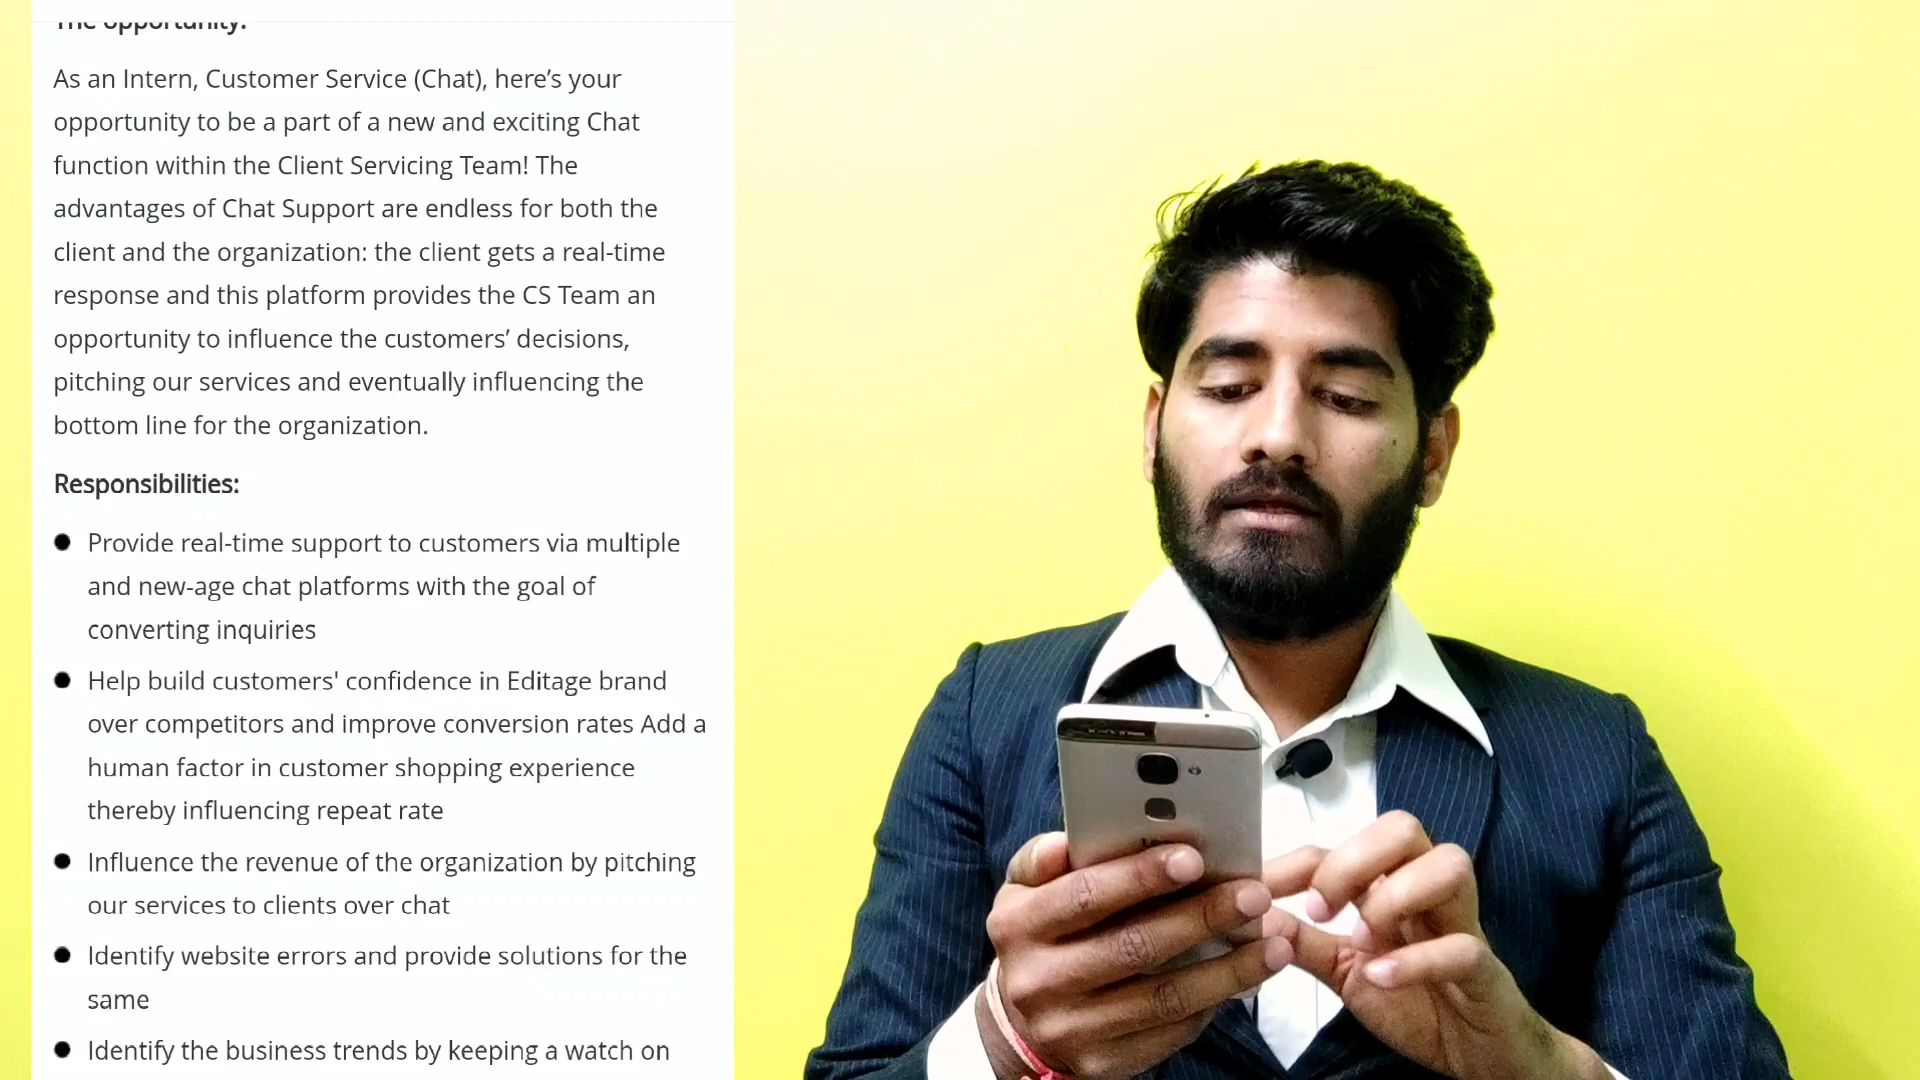 The opportunity:
As an Intern, Customer Service (Chat), here’s your
opportunity to be a part of a new and exciting Chat
function within the Client Servicing Team! The
advantages of Chat Support are endless for both the
client and the organization: the client gets a real-time
response and this platform provides the CS Team an
opportunity to influence the customers’ decisions,
pitching our services and eventually influencing the
bottom line for the organization.
Responsibilities:
Provide real-time support to customers via multiple
and new-age chat platforms with the goal of
converting inquiries
Help build customers' confidence in Editage brand
over competitors and improve conversion rates Add a
human factor in customer shopping experience
thereby influencing repeat rate
Influence the revenue of the organization by pitching
our services to clients over chat
Identify website errors and provide solutions for the
same
Identify the business trends by keeping a watch on